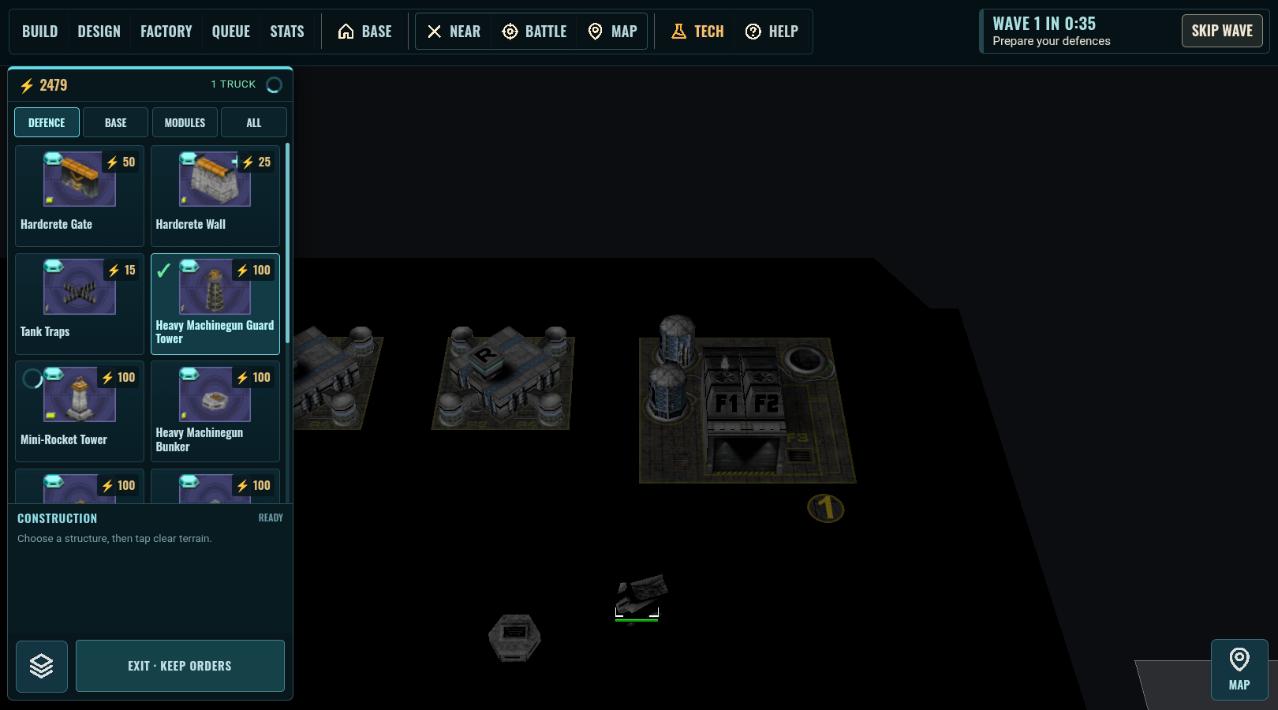 BUILD DESIGN FACTORY QUEUE STATS BASE NEAR BATTLE MAP TECH HELP
WAVE 1 IN 0:35
Prepare your defences
SKIP WAVE
2479
1 TRUCK
DEFENCE BASE MODULES ALL
50
25
Hardcrete Gate
Hardcrete Wall
15
100
Tank Traps
Heavy Machinegun Guard
Tower
100
100
Mini-Rocket Tower
Heavy Machinegun
Bunker
100
100
CONSTRUCTION
READY
Choose a structure, then tap clear terrain.
EXIT · KEEP ORDERS
R
F1 F2
F3
1
MAP